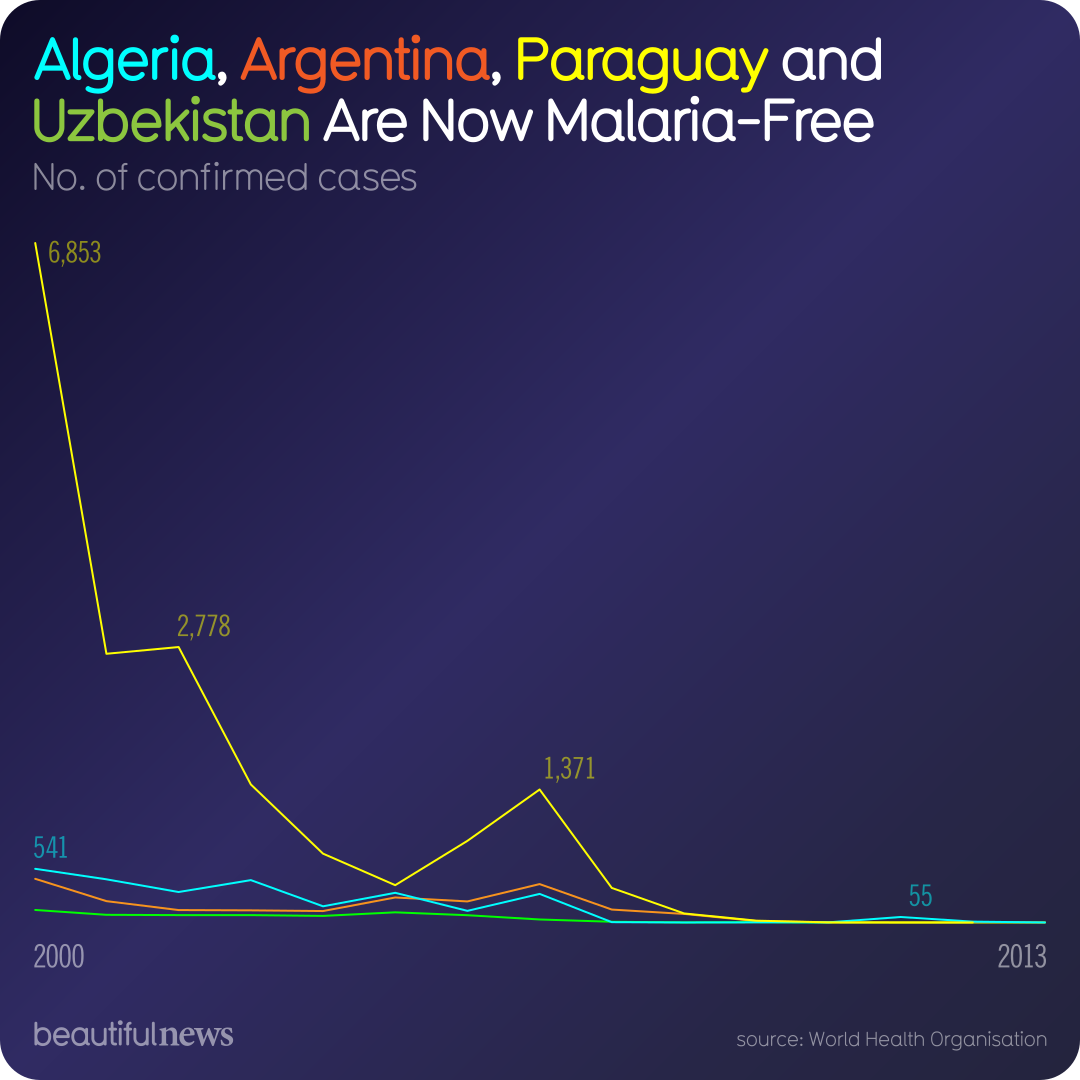 Algeria, Argentina, Paraguay and
Uzbekistan Are Now Malaria-Free
No. of confirmed cases
6,853
2,778
1,371
541
55
2000
2013
beautifulnews
source: World Health Organisation